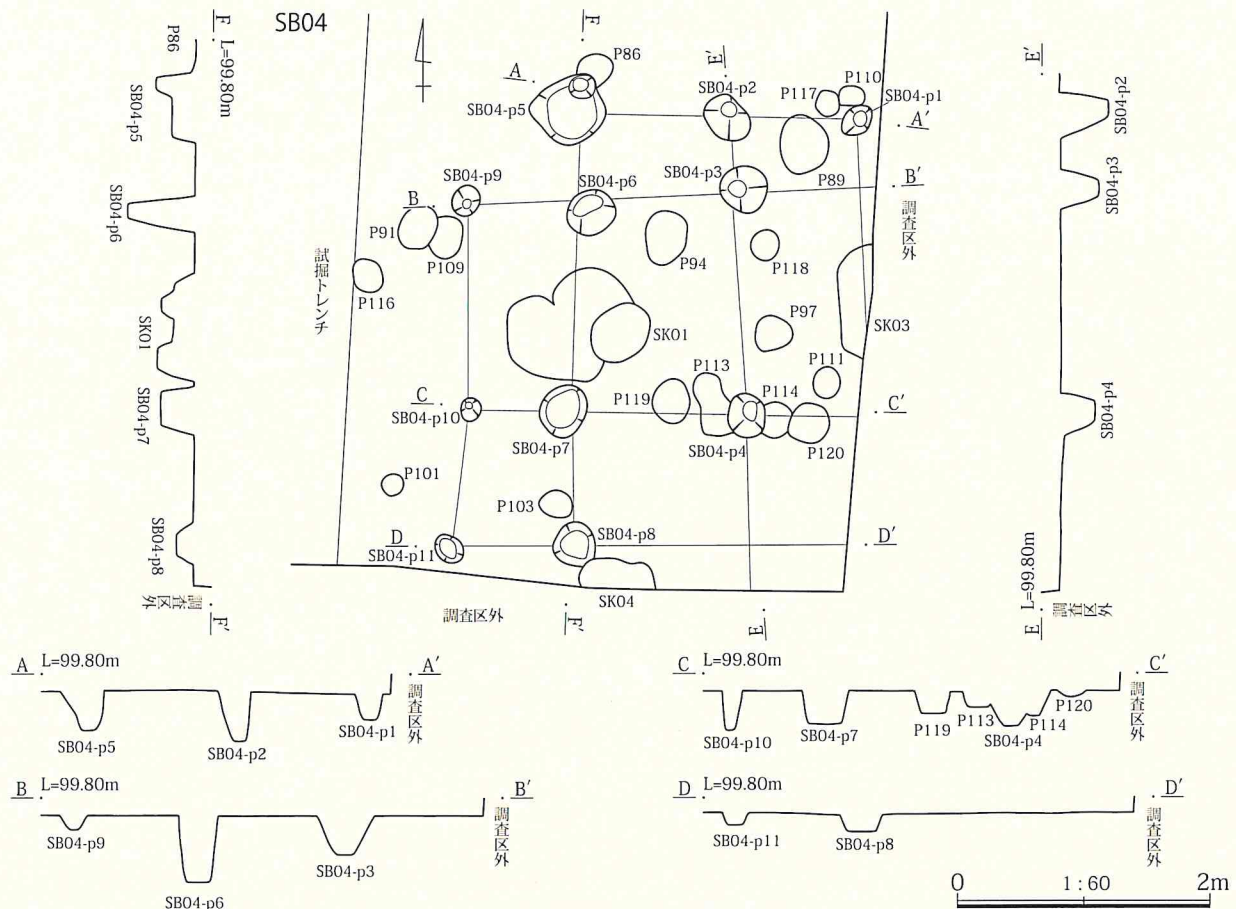 SB04
F
L=99.80m
P86
SB04-p5
SB04-p6
SK01
SB04-p7
SB04-p8
調査区外
F′
F
P86
E′
A
SB04-p5
SB04-p2
P117
P110
SB04-p1
A′
P89
SB04-p9
SB04-p6
SB04-p3
B′
B
調査区外
P91
P109
P94
P118
P116
試掘トレンチ
SK01
P97
SK03
P111
P113
P114
C
SB04-p10
P119
C′
SB04-p7
SB04-p4
P120
P101
P103
SB04-p8
D
SB04-p11
D′
SK04
調査区外
F′
E
E′
SB04-p2
SB04-p3
SB04-p4
L=99.80m
E
調査区外
A L=99.80m A′
調査区外
SB04-p5
SB04-p2
SB04-p1
B L=99.80m B′
調査区外
SB04-p9
SB04-p6
SB04-p3
C L=99.80m C′
調査区外
SB04-p10
SB04-p7
P119
P113
SB04-p4
P114
P120
D L=99.80m D′
調査区外
SB04-p11
SB04-p8
0 1:60 2m